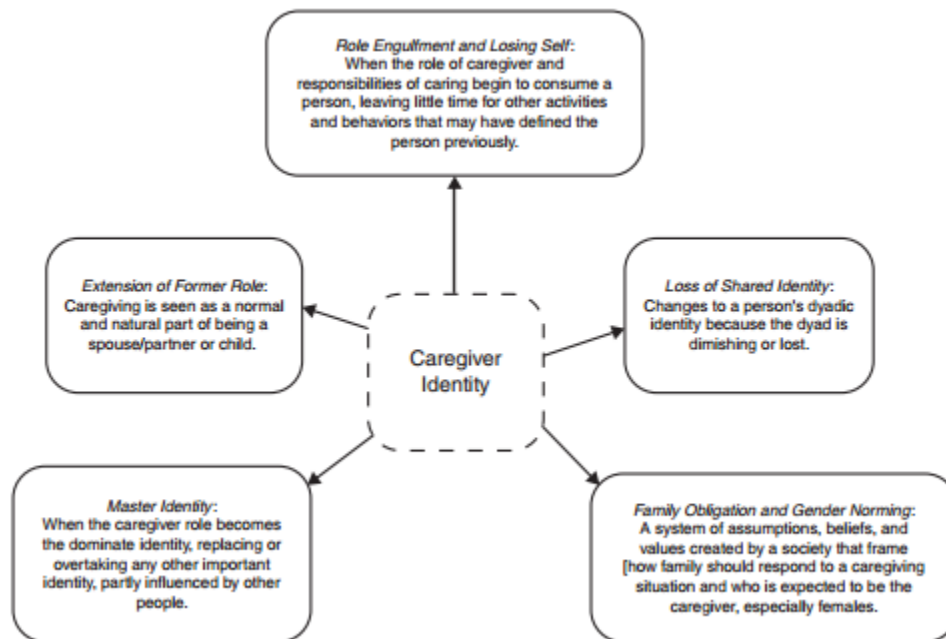 Role Engulfment and Losing Self:
When the role of caregiver and
responsibilities of caring begin to consume a
person, leaving little time for other activities
and behaviors that may have defined the
person previously.
Extension of Former Role:
Caregiving is seen as a normal
and natural part of being a
spouse/partner or child.
Loss of Shared Identity:
Changes to a person's dyadic
identity because the dyad is
dimishing or lost.
Caregiver
Identity
Master Identity:
When the caregiver role becomes
the dominate identity, replacing or
overtaking any other important
identity, partly influenced by other
people.
Family Obligation and Gender Norming:
A system of assumptions, beliefs, and
values created by a society that frame
[how family should respond to a caregiving
situation and who is expected to be the
caregiver, especially females.